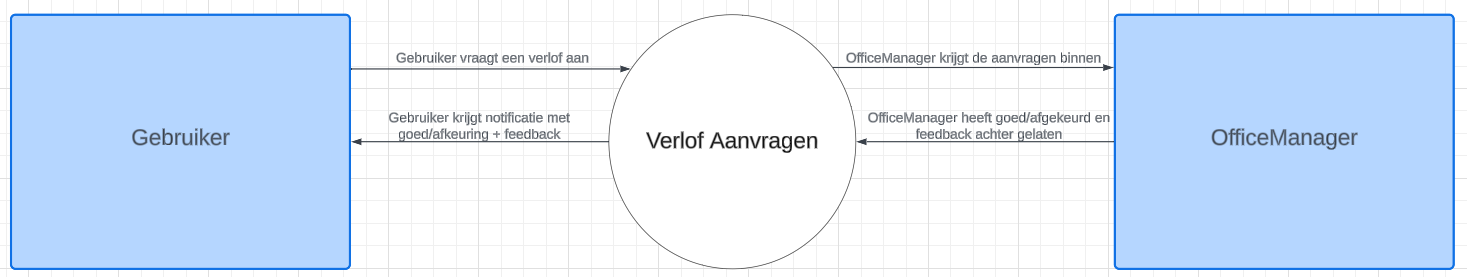 Gebruiker vraagt een verlof aan
OfficeManager krijgt de aanvragen binnen
Gebruiker krijgt notificatie met
goed/afkeuring + feedback
OfficeManager heeft goed/afgekeurd en
feedback achter gelaten
Gebruiker
Verlof Aanvragen
OfficeManager